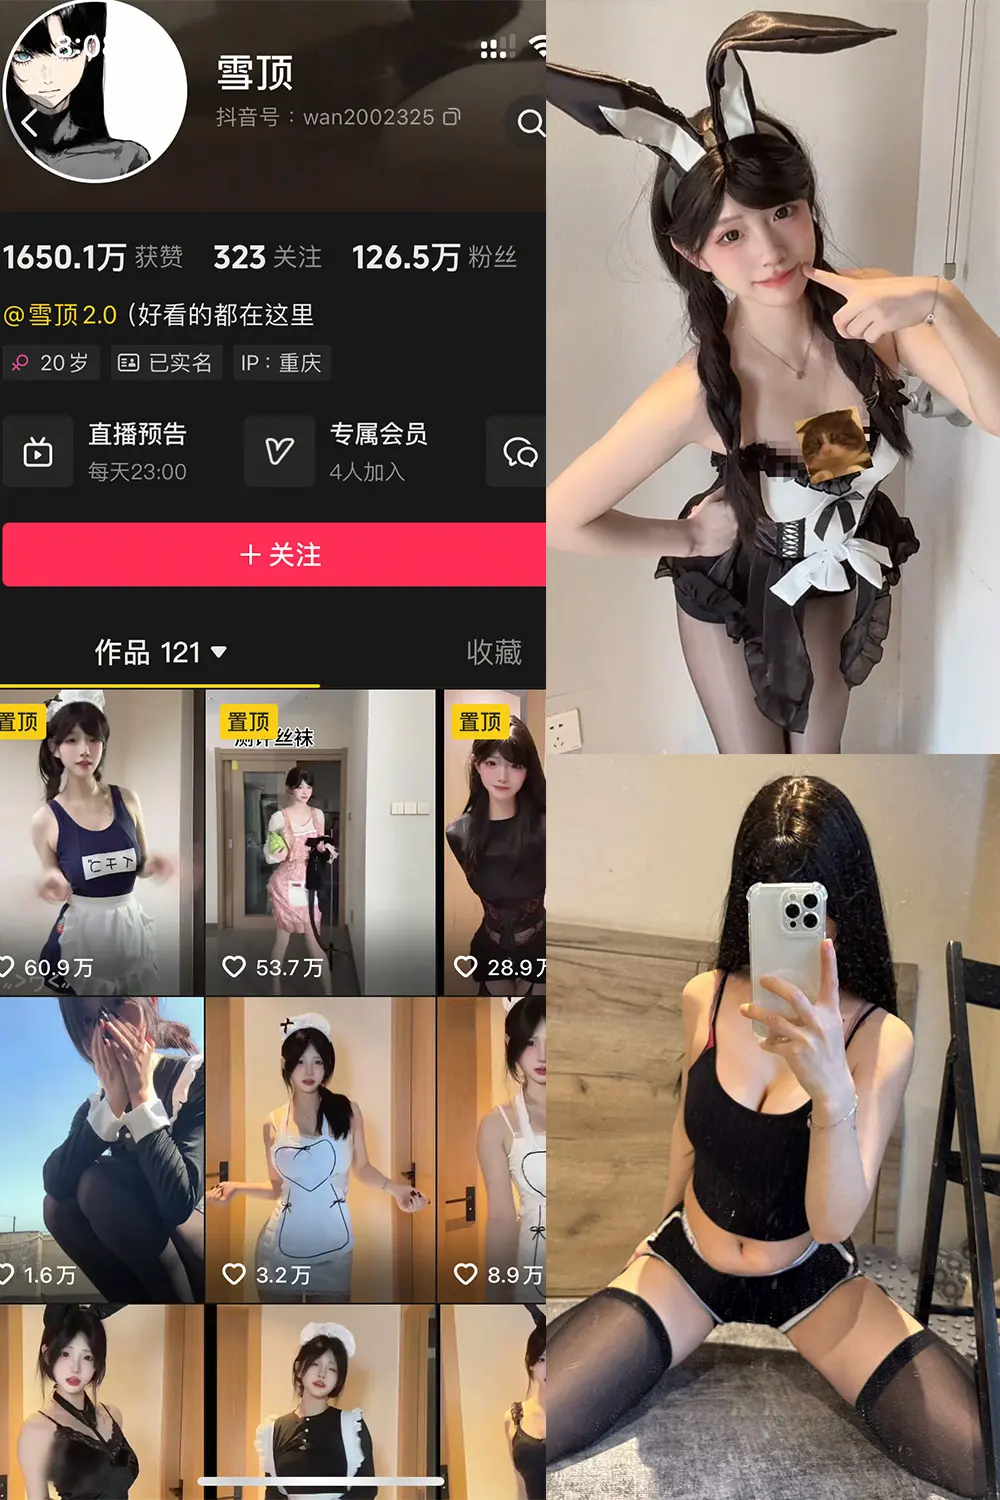 8:08
雪顶
抖音号：wan2002325
1650.1万 获赞 323 关注 126.5万 粉丝
@雪顶2.0（好看的都在这里
20岁 已实名 IP：重庆
直播预告 专属会员
每天23:00 4人加入
＋关注
作品 121 收藏
置顶 置顶 置顶
测评丝袜
60.9万 53.7万 28.9万
1.6万 3.2万 8.9万